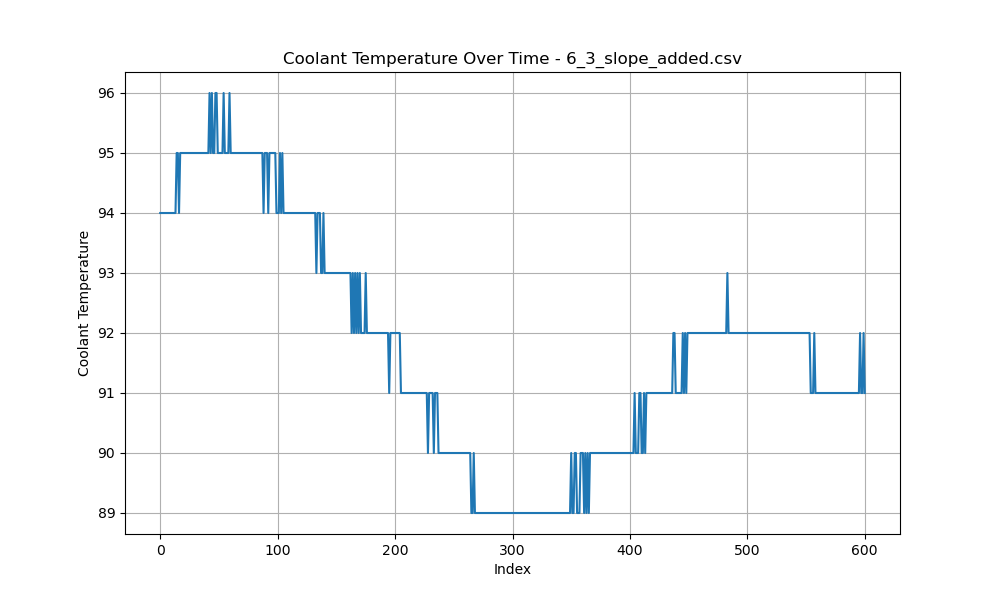 Coolant Temperature Over Time - 6_3_slope_added.csv
Coolant Temperature
96
95
94
93
92
91
90
89
0 100 200 300 400 500 600
Index